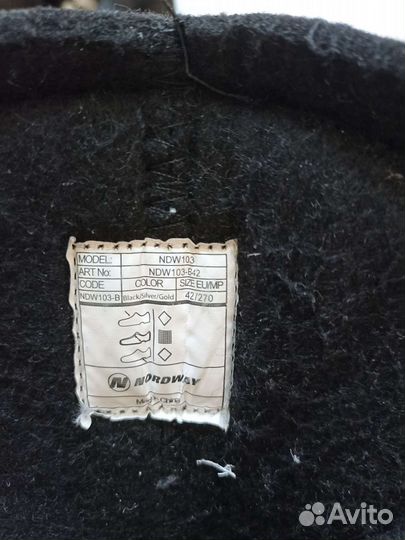 MODEL: NDW103
ART No: NDW103-B42
CODE COLOR SIZE EU/MP
NDW103-B Black/Silver/Gold 42/270
NORDWAY
Made in China
Avito